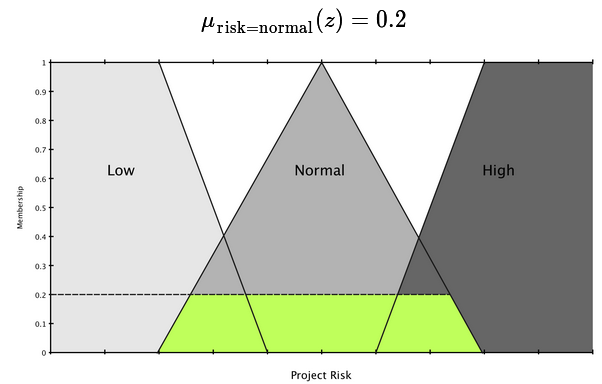 μrisk=normal(z) = 0.2
1
0.9
0.8
0.7
0.6
0.5
0.4
0.3
0.2
0.1
0
Membership
Low
Normal
High
Project Risk